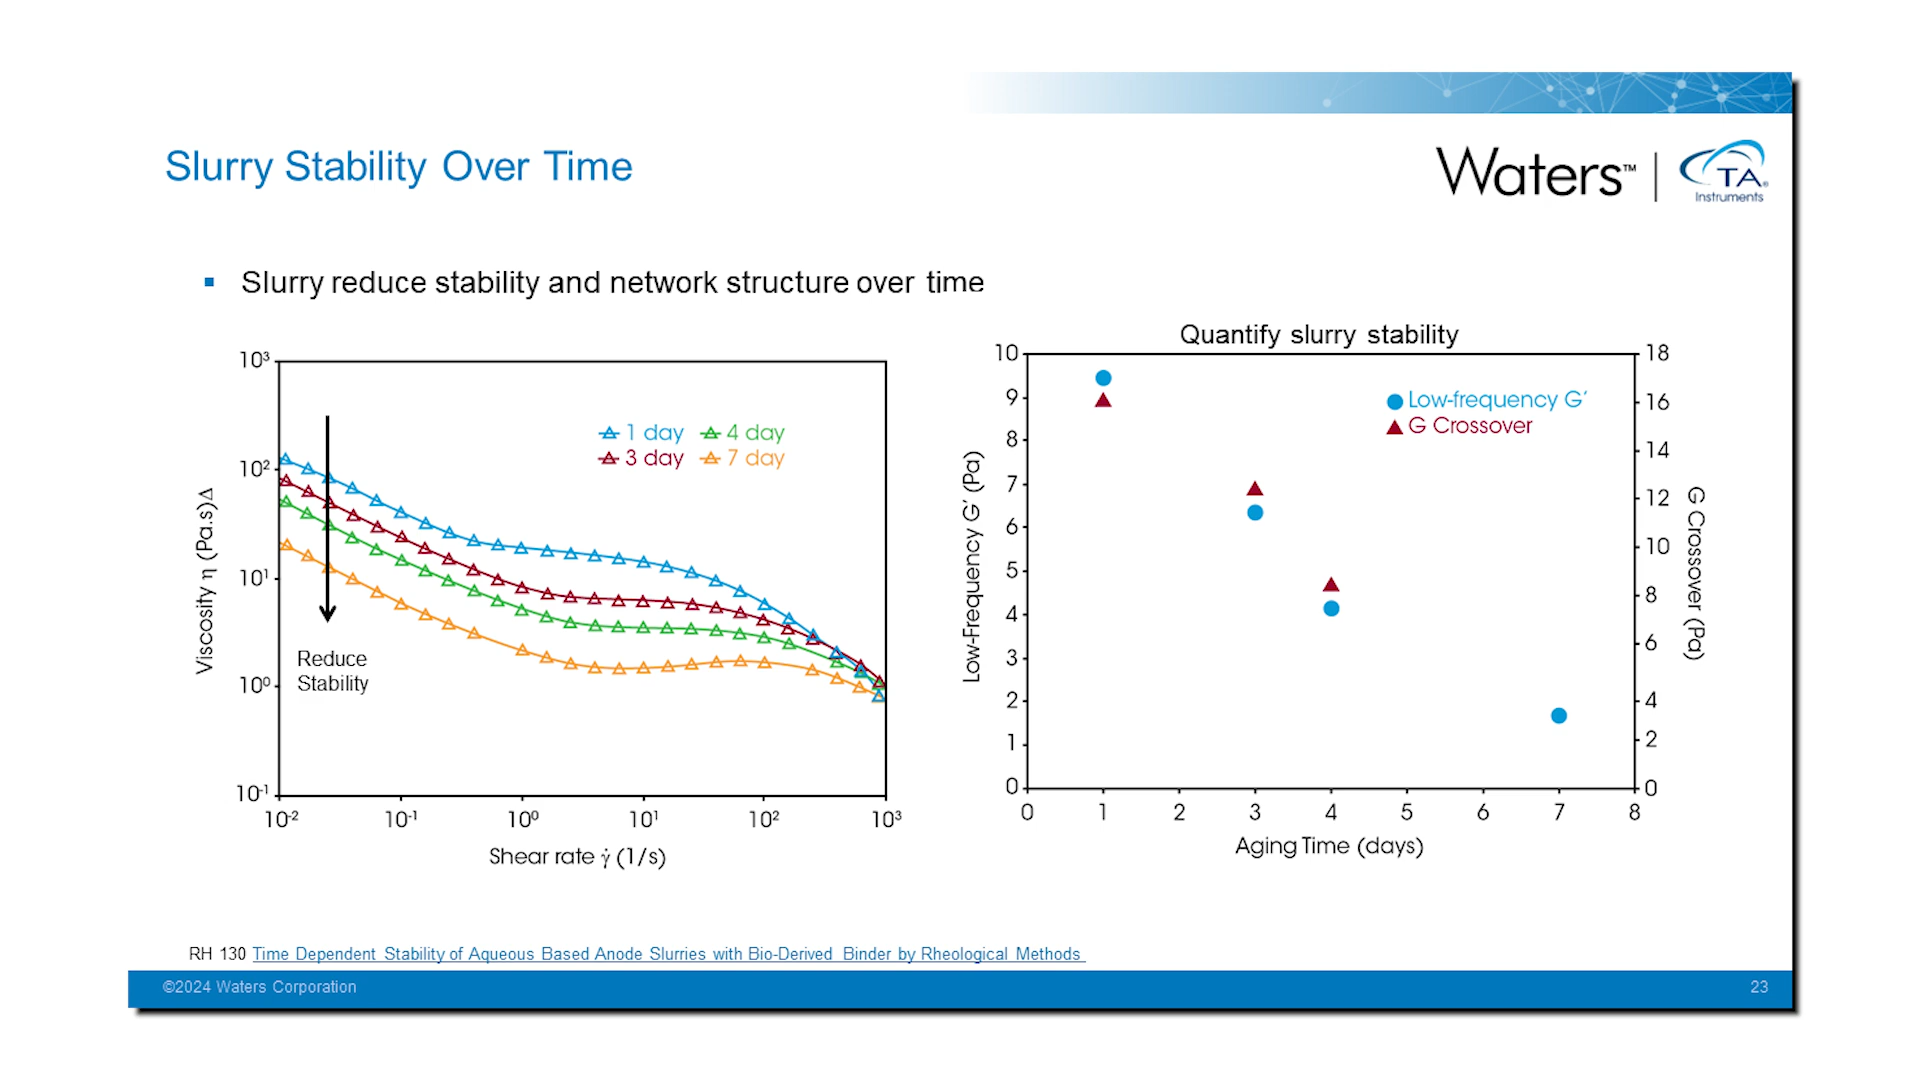 Slurry Stability Over Time
Waters™
TA®
Instruments
▪ Slurry reduce stability and network structure over time
10³
10²
10¹
10⁰
10⁻¹
Viscosity η (Pa.s)Δ
1 day
4 day
3 day
7 day
Reduce
Stability
10⁻² 10⁻¹ 10⁰ 10¹ 10² 10³
Shear rate γ̇ (1/s)
Quantify slurry stability
10
9
8
7
6
5
4
3
2
1
0
Low-Frequency G′ (Pa)
Low-frequency G′
G Crossover
18
16
14
12
10
8
6
4
2
0
G Crossover (Pa)
0 1 2 3 4 5 6 7 8
Aging Time (days)
RH 130 Time Dependent Stability of Aqueous Based Anode Slurries with Bio-Derived Binder by Rheological Methods
©2024 Waters Corporation
23